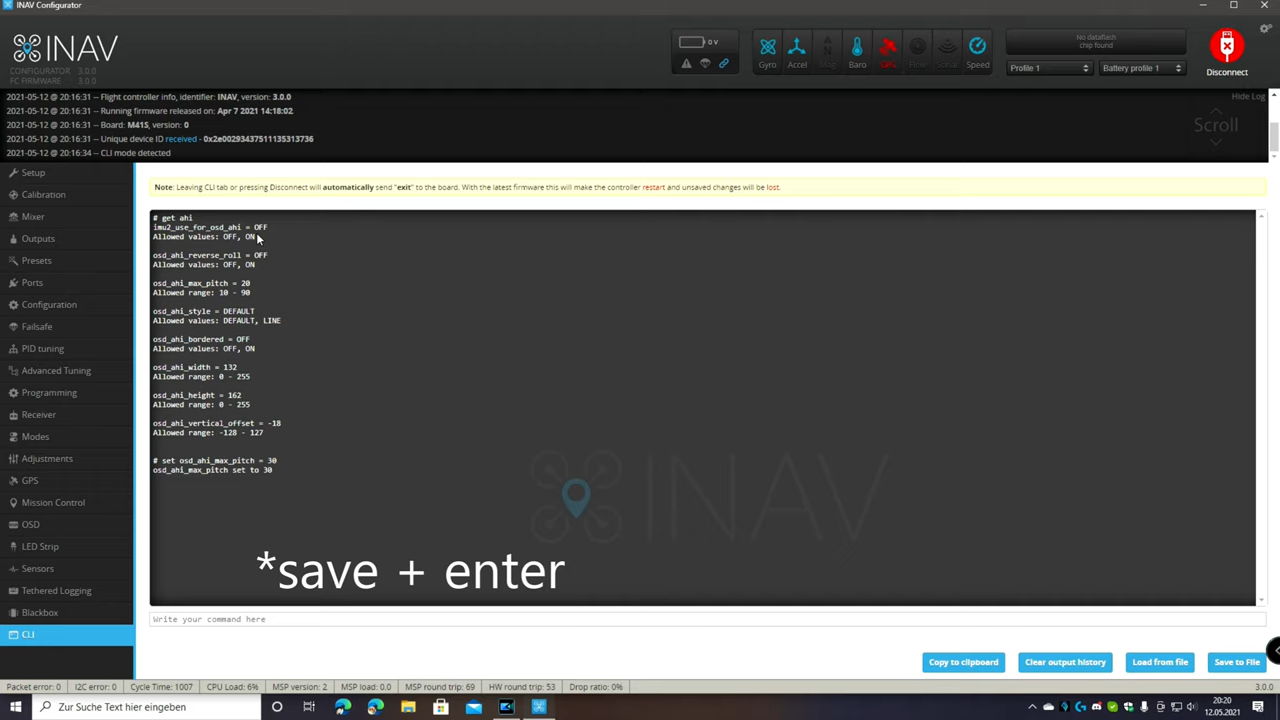 INAV Configurator
INAV
CONFIGURATOR 3.0.0
FC FIRMWARE 3.0.0
0 V
Gyro
Accel
Mag
Baro
GPS
Flow
Sonar
Speed
No dataflash
chip found
Profile 1
Battery profile 1
Disconnect
2021-05-12 @ 20:16:31 -- Flight controller info, identifier: INAV, version: 3.0.0
2021-05-12 @ 20:16:31 -- Running firmware released on: Apr 7 2021 14:18:02
2021-05-12 @ 20:16:31 -- Board: M41S, version: 0
2021-05-12 @ 20:16:31 -- Unique device ID received - 0x2e00293437511135313736
2021-05-12 @ 20:16:34 -- CLI mode detected
Hide Log
Scroll
Setup
Calibration
Mixer
Outputs
Presets
Ports
Configuration
Failsafe
PID tuning
Advanced Tuning
Programming
Receiver
Modes
Adjustments
GPS
Mission Control
OSD
LED Strip
Sensors
Tethered Logging
Blackbox
CLI
Note: Leaving CLI tab or pressing Disconnect will automatically send "exit" to the board. With the latest firmware this will make the controller restart and unsaved changes will be lost.
# get ahi
imu2_use_for_osd_ahi = OFF
Allowed values: OFF, ON
osd_ahi_reverse_roll = OFF
Allowed values: OFF, ON
osd_ahi_max_pitch = 20
Allowed range: 10 - 90
osd_ahi_style = DEFAULT
Allowed values: DEFAULT, LINE
osd_ahi_bordered = OFF
Allowed values: OFF, ON
osd_ahi_width = 132
Allowed range: 0 - 255
osd_ahi_height = 162
Allowed range: 0 - 255
osd_ahi_vertical_offset = -18
Allowed range: -128 - 127
# set osd_ahi_max_pitch = 30
osd_ahi_max_pitch set to 30
INAV
*save + enter
Write your command here
Copy to clipboard
Clear output history
Load from file
Save to File
Packet error: 0
I2C error: 0
Cycle Time: 1007
CPU Load: 6%
MSP version: 2
MSP load: 0.0
MSP round trip: 69
HW round trip: 53
Drop ratio: 0%
3.0.0
Zur Suche Text hier eingeben
20:20
12.05.2021